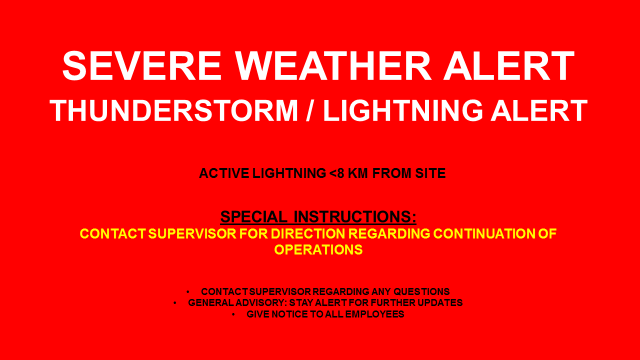 SEVERE WEATHER ALERT
THUNDERSTORM / LIGHTNING ALERT
ACTIVE LIGHTNING <8 KM FROM SITE
SPECIAL INSTRUCTIONS:
CONTACT SUPERVISOR FOR DIRECTION REGARDING CONTINUATION OF
OPERATIONS
• CONTACT SUPERVISOR REGARDING ANY QUESTIONS
• GENERAL ADVISORY: STAY ALERT FOR FURTHER UPDATES
• GIVE NOTICE TO ALL EMPLOYEES